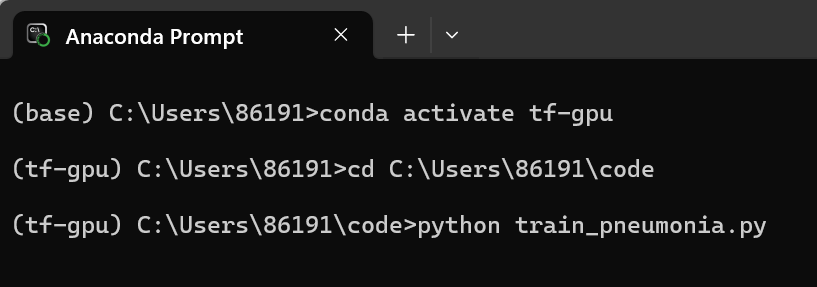 Anaconda Prompt
(base) C:\Users\86191>conda activate tf-gpu
(tf-gpu) C:\Users\86191>cd C:\Users\86191\code
(tf-gpu) C:\Users\86191\code>python train_pneumonia.py